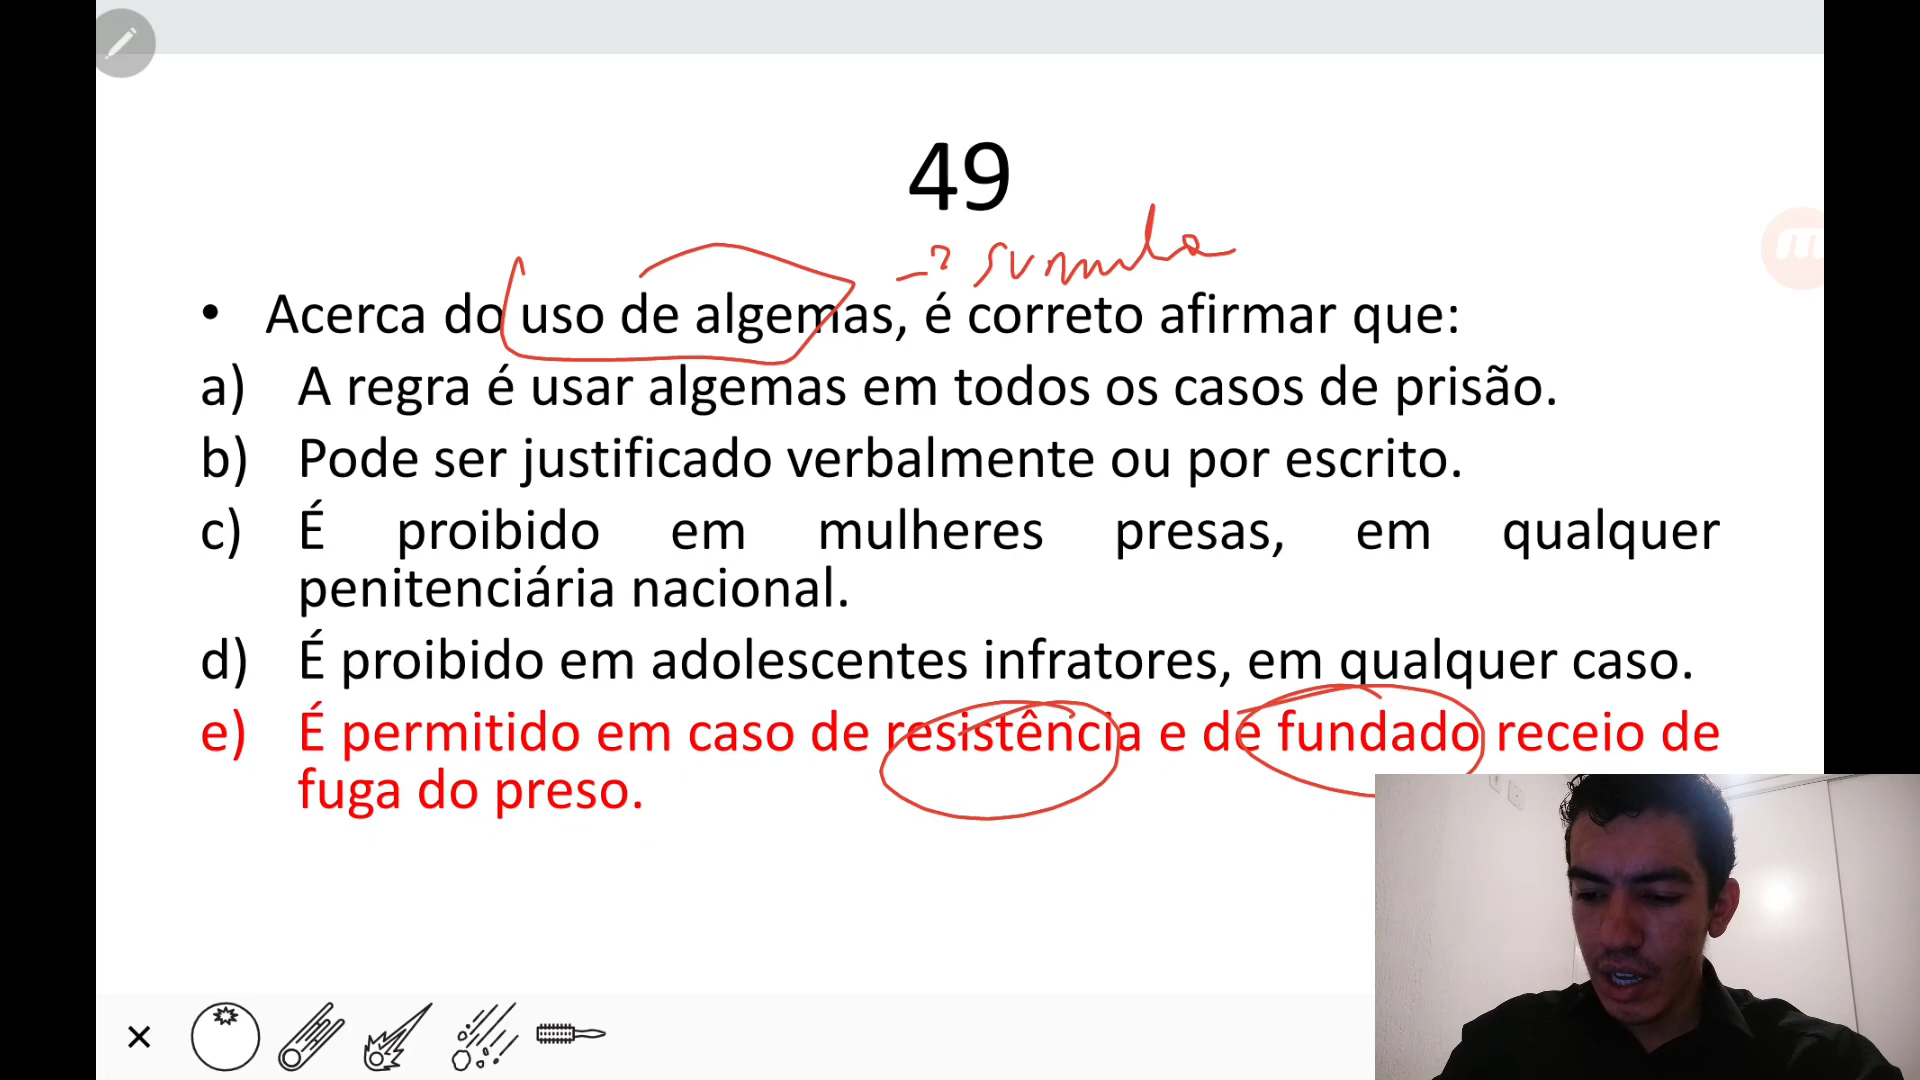 49
→ sumula
• Acerca do uso de algemas, é correto afirmar que:
a) A regra é usar algemas em todos os casos de prisão.
b) Pode ser justificado verbalmente ou por escrito.
c) É proibido em mulheres presas, em qualquer
penitenciária nacional.
d) É proibido em adolescentes infratores, em qualquer caso.
e) É permitido em caso de resistência e de fundado receio de
fuga do preso.